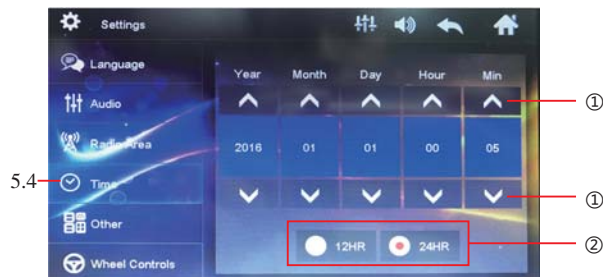 Settings
Language
Year Month Day Hour Min
Audio
①
Radio Area
2016 01 01 00 05
5.4
Time
①
Other
12HR 24HR
②
Wheel Controls